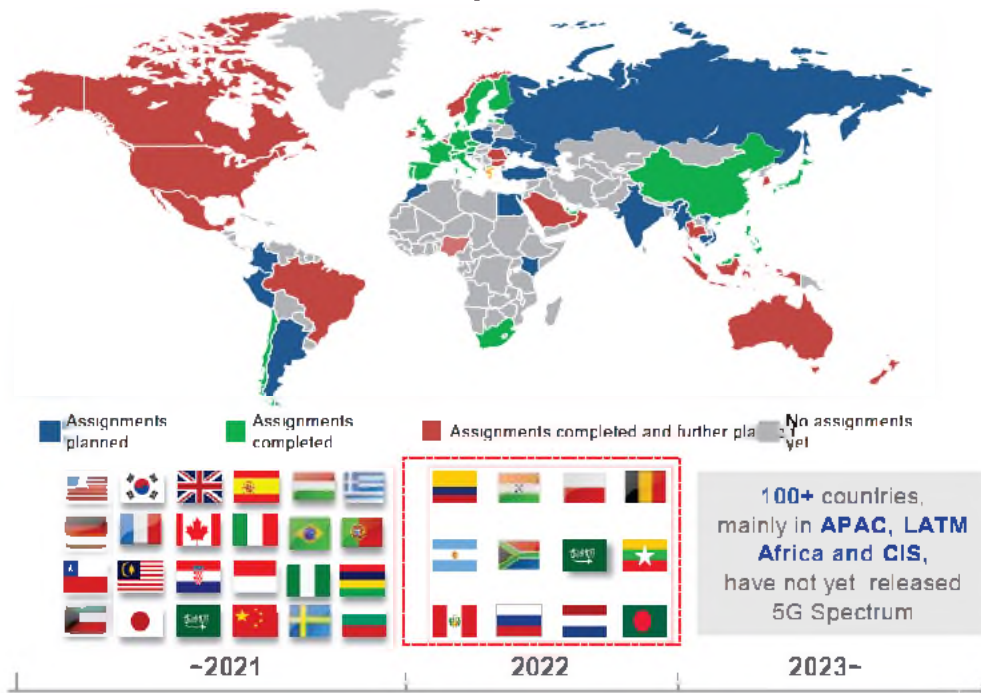 Assignments
planned
Assignments
completed
Assignments completed and further
No assignments
yet
100+ countries,
mainly in APAC, LATM
Africa and CIS,
have not yet released
5G Spectrum
~2021
2022
2023~